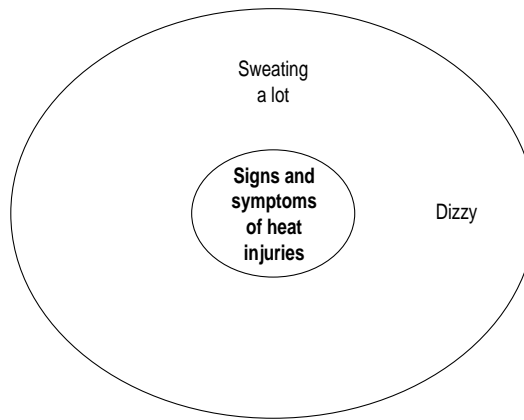 Sweating
a lot
Signs and
symptoms
of heat
injuries
Dizzy